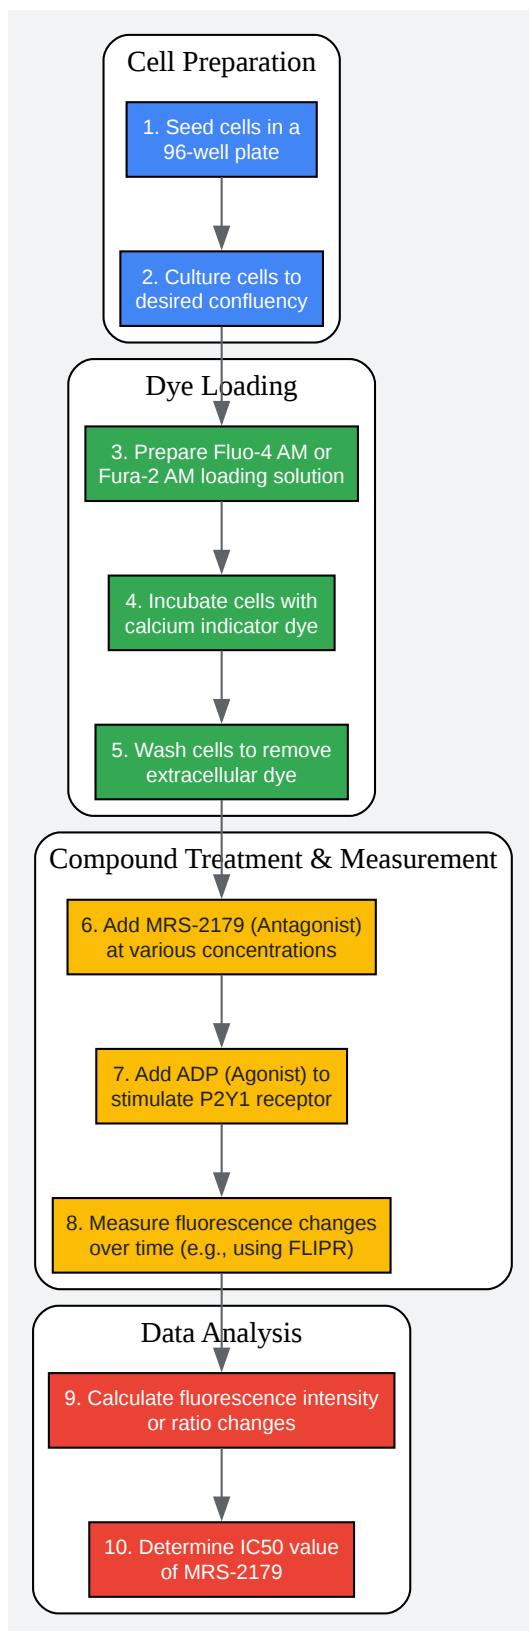 Cell Preparation
1. Seed cells in a
96-well plate
2. Culture cells to
desired confluency
Dye Loading
3. Prepare Fluo-4 AM or
Fura-2 AM loading solution
4. Incubate cells with
calcium indicator dye
5. Wash cells to remove
extracellular dye
Compound Treatment & Measurement
6. Add MRS-2179 (Antagonist)
at various concentrations
7. Add ADP (Agonist) to
stimulate P2Y1 receptor
8. Measure fluorescence changes
over time (e.g., using FLIPR)
Data Analysis
9. Calculate fluorescence intensity
or ratio changes
10. Determine IC50 value
of MRS-2179